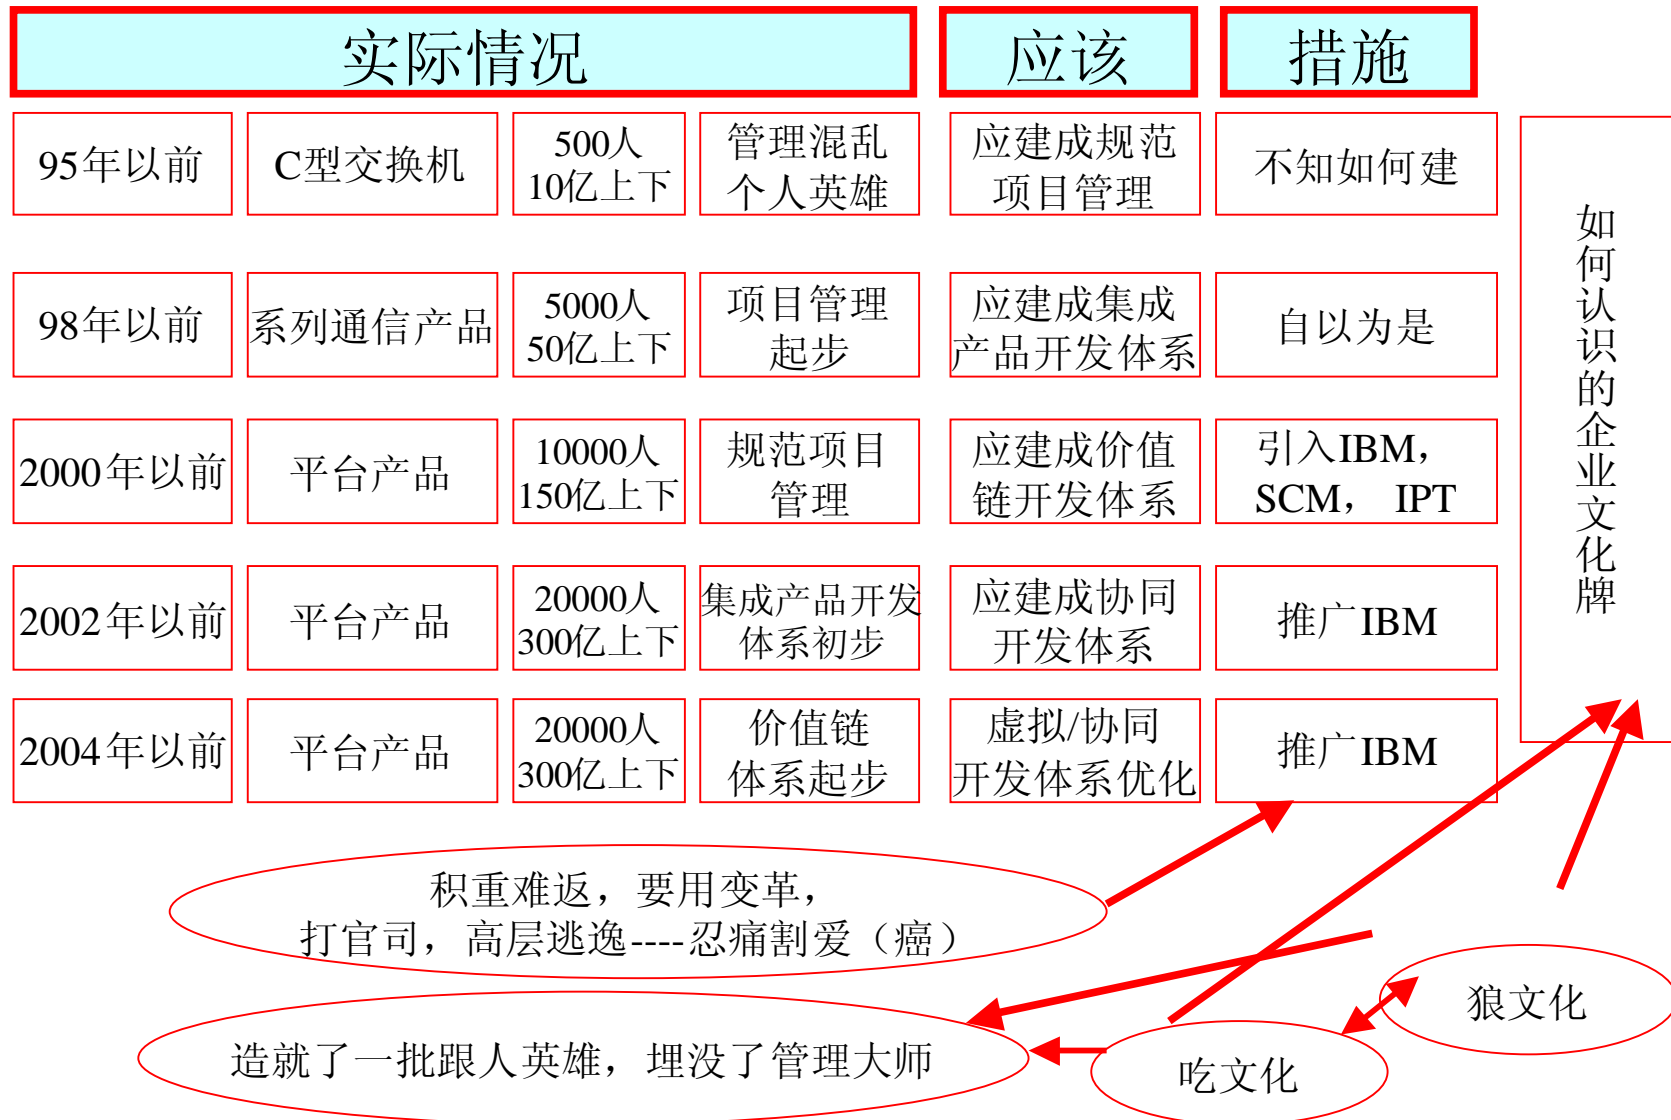 实际情况
应该
措施
95年以前
C型交换机
500人
10亿上下
管理混乱
个人英雄
应建成规范
项目管理
不知如何建
98年以前
系列通信产品
5000人
50亿上下
项目管理
起步
应建成集成
产品开发体系
自以为是
2000年以前
平台产品
10000人
150亿上下
规范项目
管理
应建成价值
链开发体系
引入IBM，
SCM， IPT
2002年以前
平台产品
20000人
300亿上下
集成产品开发
体系初步
应建成协同
开发体系
推广IBM
2004年以前
平台产品
20000人
300亿上下
价值链
体系起步
虚拟/协同
开发体系优化
推广IBM
如何认识的企业文化牌
积重难返，要用变革，
打官司，高层逃逸----忍痛割爱（癌）
造就了一批跟人英雄，埋没了管理大师
吃文化
狼文化